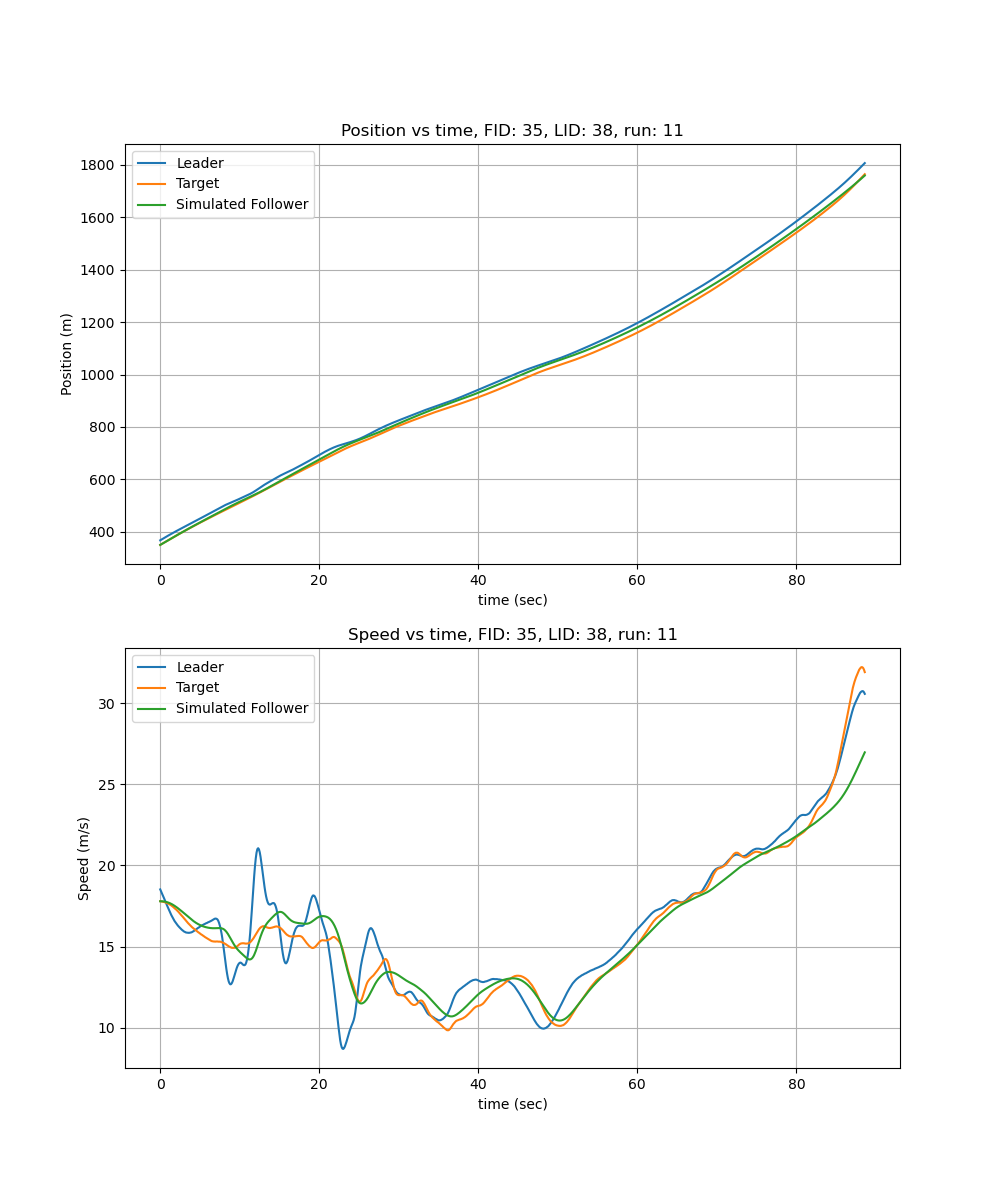 Position vs time, FID: 35, LID: 38, run: 11
Leader
Target
Simulated Follower
1800
1600
1400
1200
1000
800
600
400
Position (m)
0 20 40 60 80
time (sec)
Speed vs time, FID: 35, LID: 38, run: 11
Leader
Target
Simulated Follower
30
25
20
15
10
Speed (m/s)
0 20 40 60 80
time (sec)